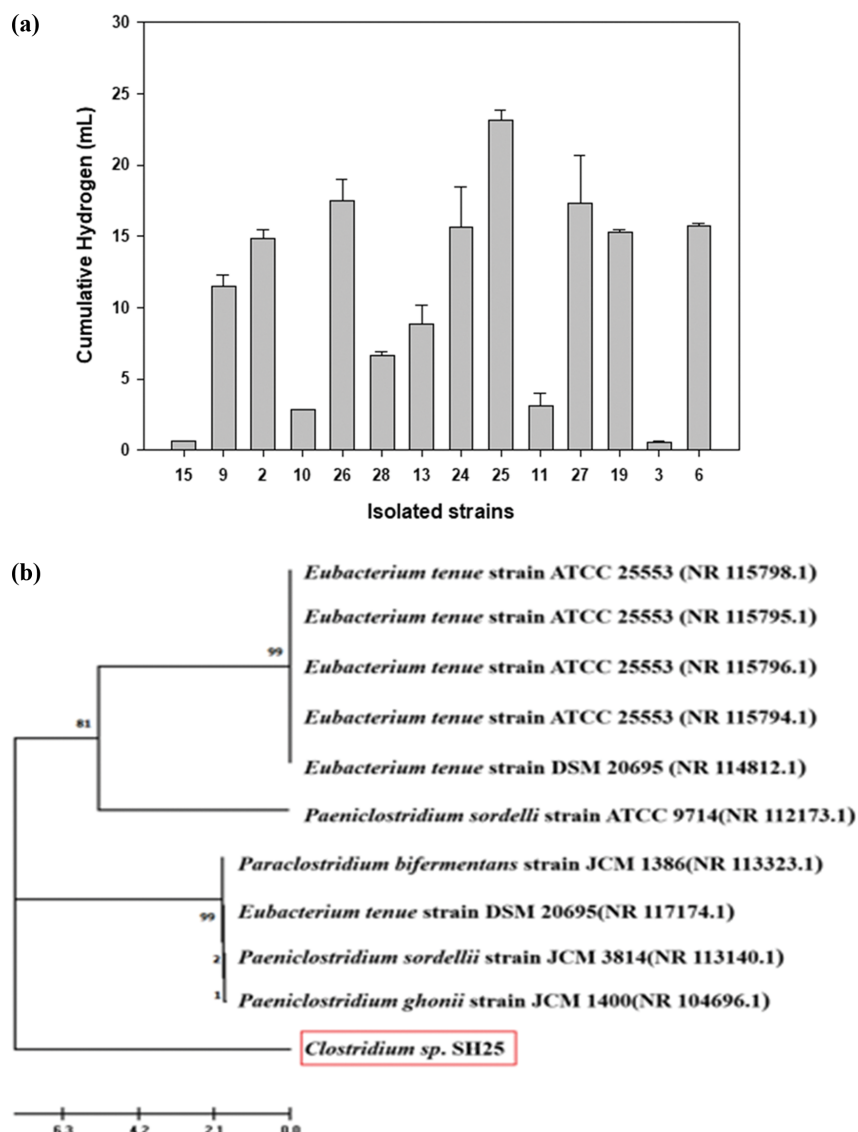 (a)
30
25
20
15
10
5
0
Cumulative Hydrogen (mL)
15 9 2 10 26 28 13 24 25 11 27 19 3 6
Isolated strains
(b)
Eubacterium tenue strain ATCC 25553 (NR 115798.1)
Eubacterium tenue strain ATCC 25553 (NR 115795.1)
99
Eubacterium tenue strain ATCC 25553 (NR 115796.1)
Eubacterium tenue strain ATCC 25553 (NR 115794.1)
81
Eubacterium tenue strain DSM 20695 (NR 114812.1)
Paeniclostridium sordelli strain ATCC 9714(NR 112173.1)
Paraclostridium bifermentans strain JCM 1386(NR 113323.1)
Eubacterium tenue strain DSM 20695(NR 117174.1)
99
Paeniclostridium sordellii strain JCM 3814(NR 113140.1)
2
Paeniclostridium ghonii strain JCM 1400(NR 104696.1)
1
Clostridium sp. SH25
6.3 4.2 2.1 0.0